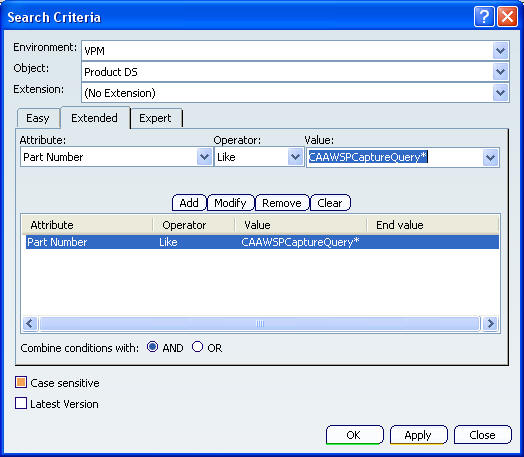 Search Criteria
Environment: VPM
Object: Product DS
Extension: (No Extension)
Easy Extended Expert
Attribute: Operator: Value:
Part Number Like CAAWSPCaptureQuery*
Add Modify Remove Clear
Attribute Operator Value End value
Part Number Like CAAWSPCaptureQuery*
Combine conditions with: AND OR
Case sensitive
Latest Version
OK Apply Close